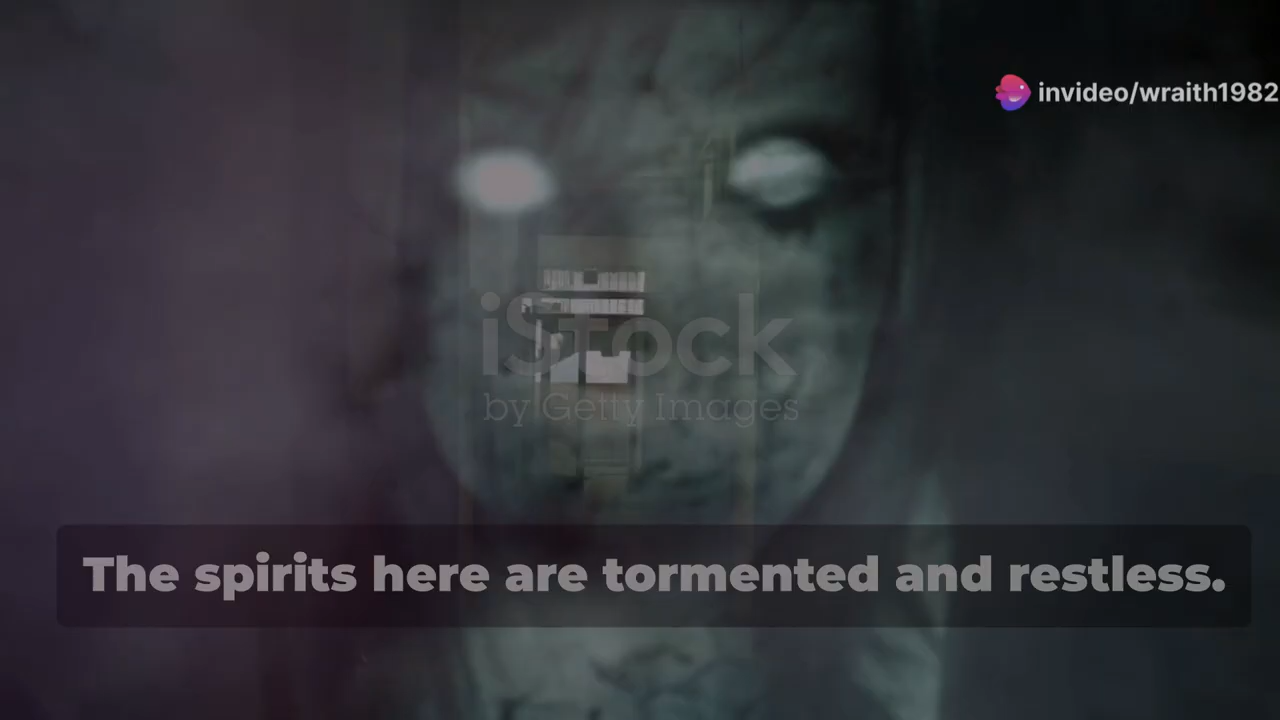 invideo/wraith1982
iStock
by Getty Images
The spirits here are tormented and restless.